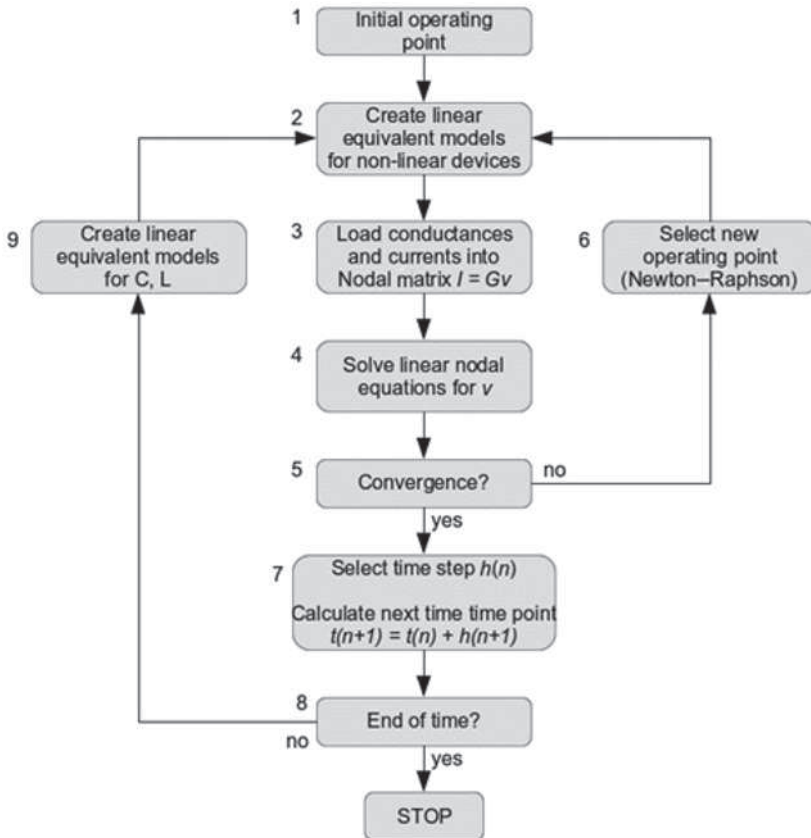 1
Initial operating
point
2
Create linear
equivalent models
for non-linear devices
9
Create linear
equivalent models
for C, L
3
Load conductances
and currents into
Nodal matrix I = Gv
6
Select new
operating point
(Newton–Raphson)
4
Solve linear nodal
equations for v
5
Convergence?
no
yes
7
Select time step h(n)
Calculate next time time point
t(n+1) = t(n) + h(n+1)
8
End of time?
no
yes
STOP